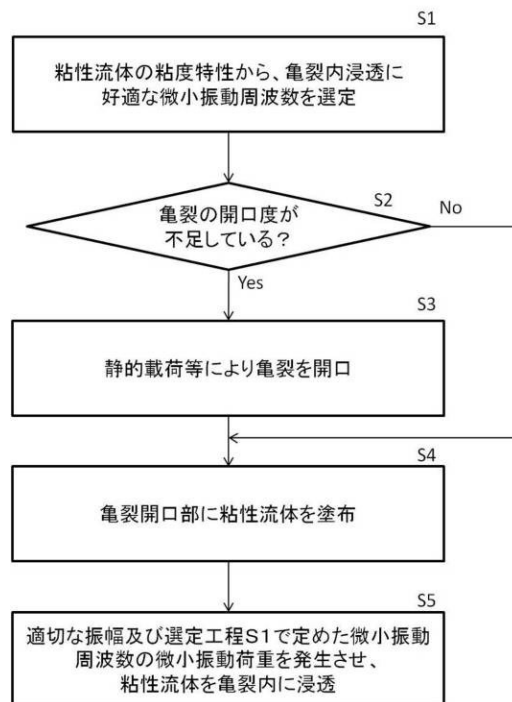 S1
粘性流体の粘度特性から、亀裂内浸透に
好適な微小振動周波数を選定
S2
亀裂の開口度が
不足している？
No
Yes
S3
静的載荷等により亀裂を開口
S4
亀裂開口部に粘性流体を塗布
S5
適切な振幅及び選定工程S1で定めた微小振動
周波数の微小振動荷重を発生させ、
粘性流体を亀裂内に浸透